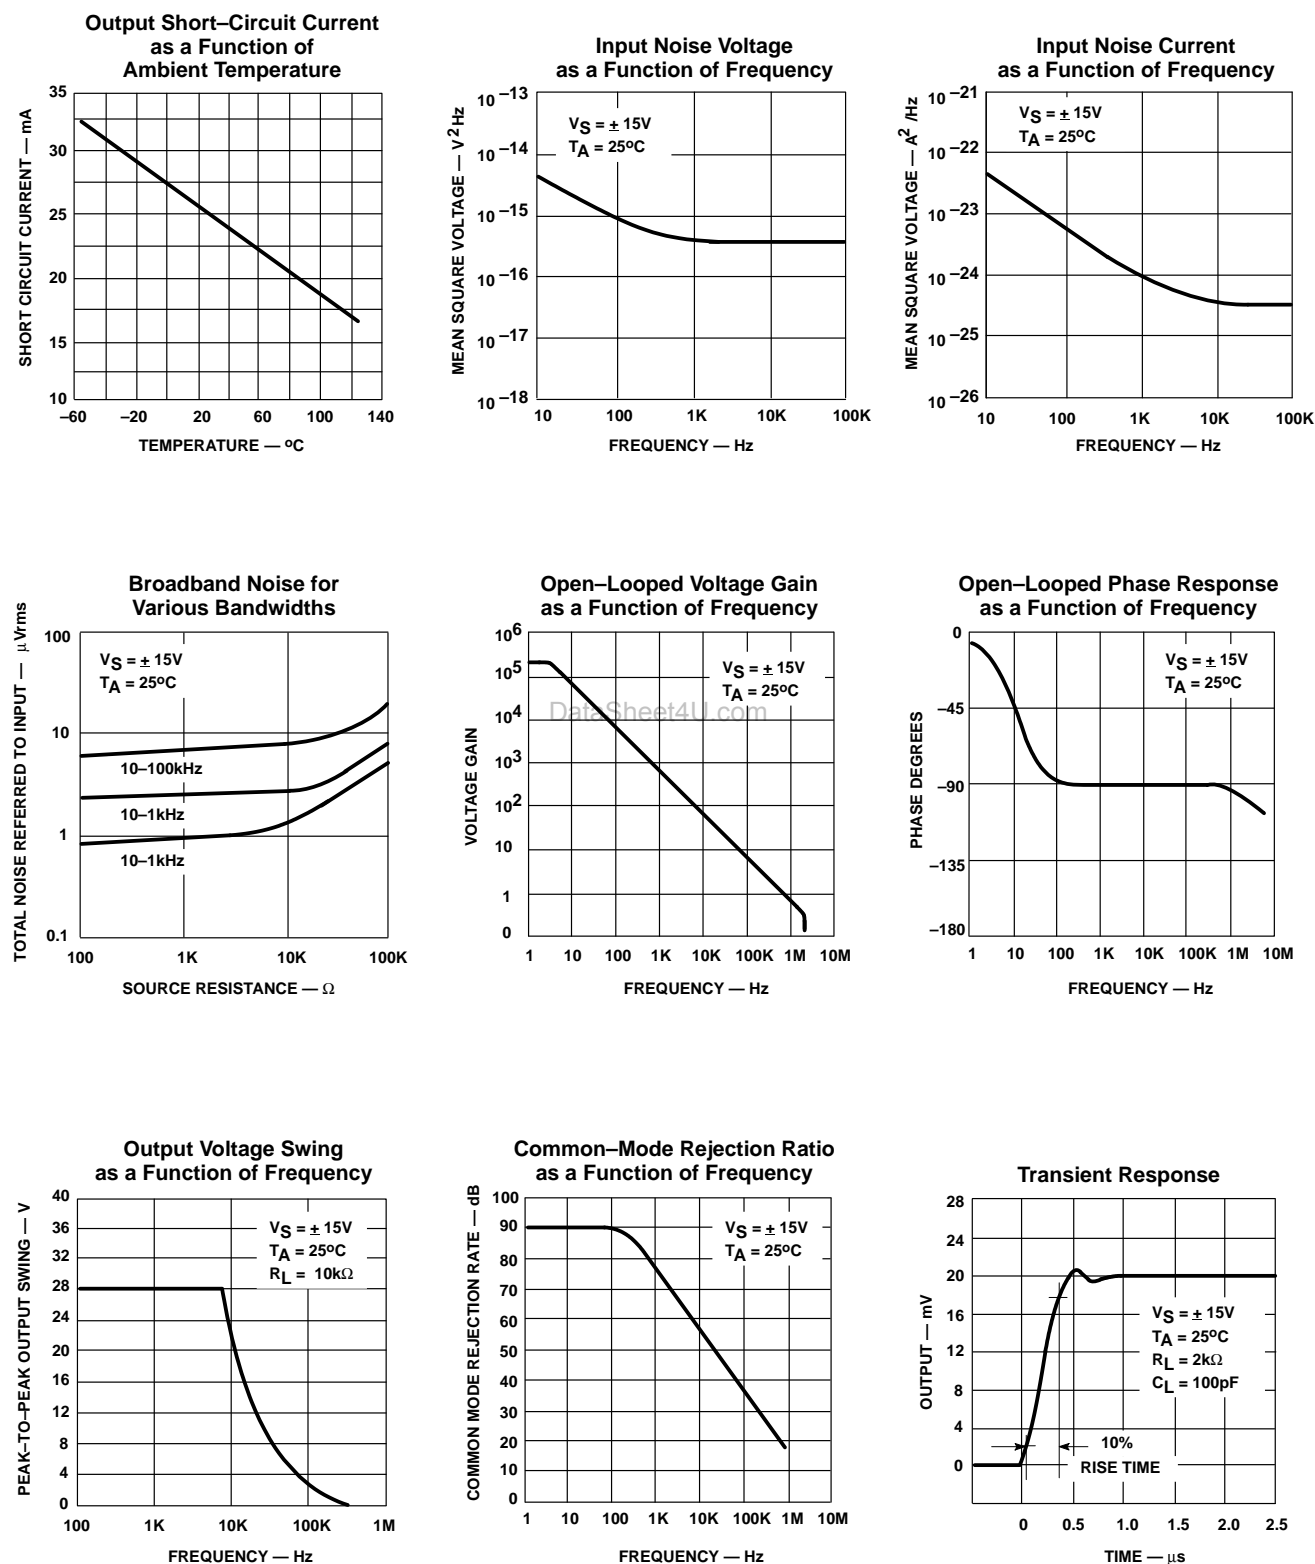 Output Short–Circuit Current
as a Function of
Ambient Temperature
SHORT CIRCUIT CURRENT — mA
35
30
25
20
15
10
–60 –20 20 60 100 140
TEMPERATURE — ºC
Input Noise Voltage
as a Function of Frequency
MEAN SQUARE VOLTAGE — V² Hz
10 –13
10 –14
10 –15
10 –16
10 –17
10 –18
VS = ± 15V
TA = 25ºC
10 100 1K 10K 100K
FREQUENCY — Hz
Input Noise Current
as a Function of Frequency
MEAN SQUARE VOLTAGE — A² /Hz
10 –21
10 –22
10 –23
10 –24
10 –25
10 –26
VS = ± 15V
TA = 25ºC
10 100 1K 10K 100K
FREQUENCY — Hz
Broadband Noise for
Various Bandwidths
TOTAL NOISE REFERRED TO INPUT — μVrms
100
10
1
0.1
VS = ± 15V
TA = 25ºC
10–100kHz
10–1kHz
10–1kHz
100 1K 10K 100K
SOURCE RESISTANCE — Ω
Open–Looped Voltage Gain
as a Function of Frequency
VOLTAGE GAIN
10⁶
10⁵
10⁴
10³
10²
10
1
0
VS = ± 15V
TA = 25ºC
DataSheet4U.com
1 10 100 1K 10K 100K 1M 10M
FREQUENCY — Hz
Open–Looped Phase Response
as a Function of Frequency
PHASE DEGREES
0
–45
–90
–135
–180
VS = ± 15V
TA = 25ºC
1 10 100 1K 10K 100K 1M 10M
FREQUENCY — Hz
Output Voltage Swing
as a Function of Frequency
PEAK–TO–PEAK OUTPUT SWING — V
40
36
32
28
24
20
16
12
8
4
0
VS = ± 15V
TA = 25ºC
RL = 10kΩ
100 1K 10K 100K 1M
FREQUENCY — Hz
Common–Mode Rejection Ratio
as a Function of Frequency
COMMON MODE REJECTION RATE — dB
100
90
80
70
60
50
40
30
20
10
0
VS = ± 15V
TA = 25ºC
1 10 100 1K 10K 100K 1M 10M
FREQUENCY — Hz
Transient Response
OUTPUT — mV
28
24
20
16
12
8
4
0
VS = ± 15V
TA = 25ºC
RL = 2kΩ
CL = 100pF
10%
RISE TIME
0 0.5 1.0 1.5 2.0 2.5
TIME — μs